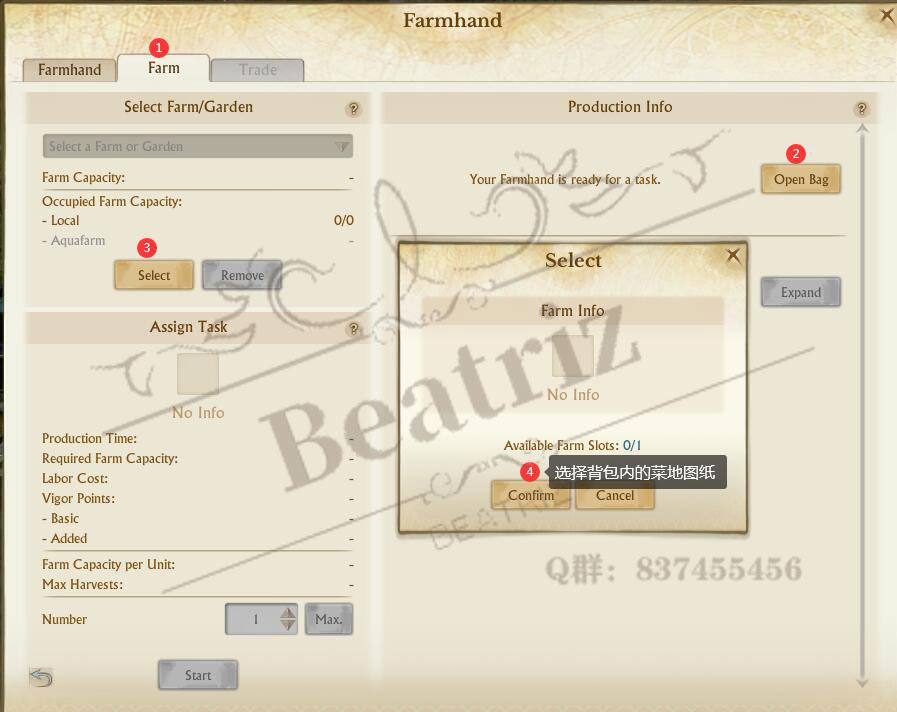 Farmhand
1
Farmhand
Farm
Trade
Select Farm/Garden
?
Select a Farm or Garden
Farm Capacity: -
Occupied Farm Capacity:
- Local 0/0
- Aquafarm -
3
Select
Remove
Assign Task
?
No Info
Production Time: -
Required Farm Capacity: -
Labor Cost: -
Vigor Points: -
- Basic -
- Added -
Farm Capacity per Unit: -
Max Harvests: -
Number 1 Max.
Start
Production Info
?
2
Your Farmhand is ready for a task.
Open Bag
Expand
Select
Farm Info
No Info
Available Farm Slots: 0/1
4
选择背包内的菜地图纸
Confirm
Cancel
Beatriz
BEATRIZ
Q群：837455456